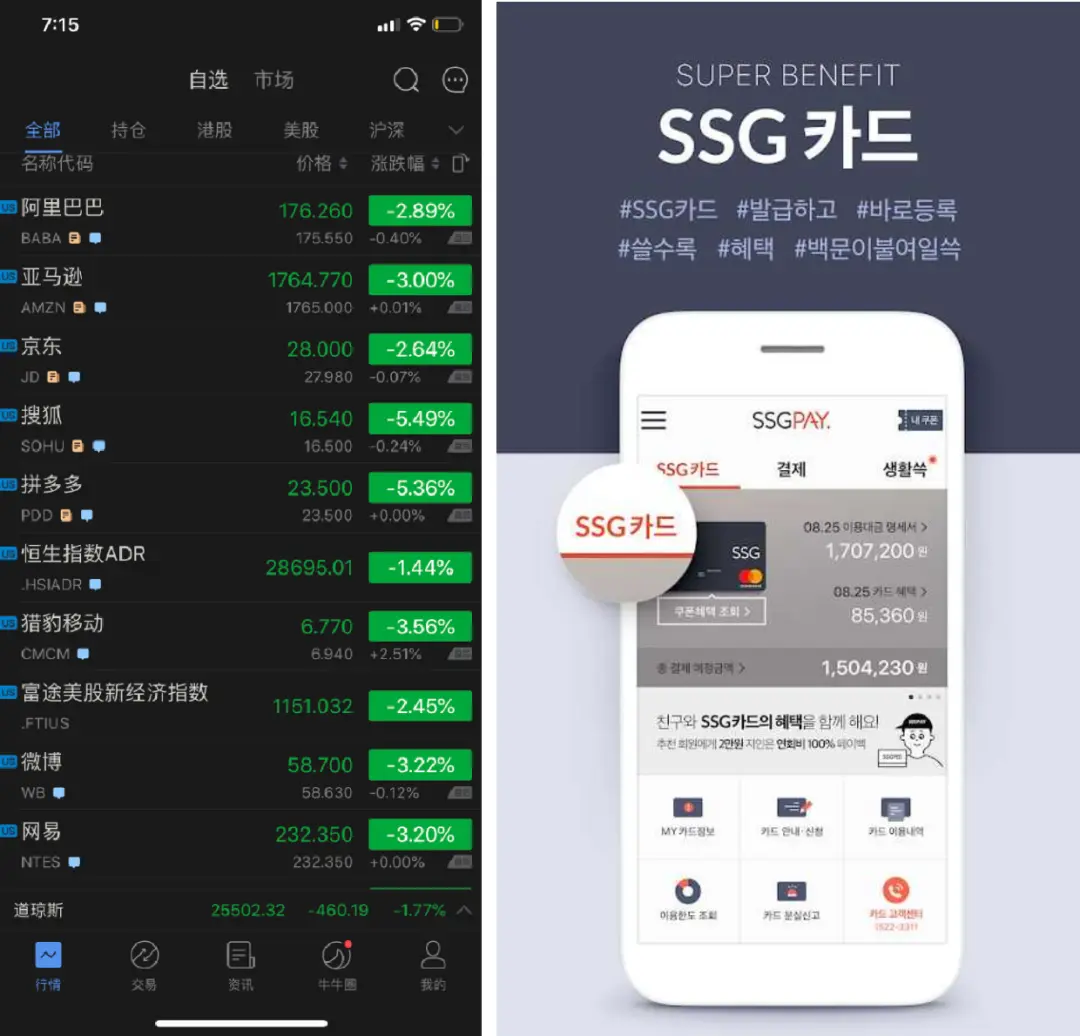 7:15
自选 市场
全部 持仓 港股 美股 沪深
名称代码 价格 涨跌幅
US 阿里巴巴 176.260 -2.89%
BABA 175.550 -0.40%
US 亚马逊 1764.770 -3.00%
AMZN 1765.000 +0.01%
US 京东 28.000 -2.64%
JD 27.980 -0.07%
US 搜狐 16.540 -5.49%
SOHU 16.500 -0.24%
US 拼多多 23.500 -5.36%
PDD 23.500 +0.00%
US 恒生指数ADR 28695.01 -1.44%
.HSIADR
US 猎豹移动 6.770 -3.56%
CMCM 6.940 +2.51%
US 富途美股新经济指数 1151.032 -2.45%
.FTIUS
US 微博 58.700 -3.22%
WB 58.630 -0.12%
US 网易 232.350 -3.20%
NTES 232.350 +0.00%
道琼斯 25502.32 -460.19 -1.77%
行情 交易 资讯 牛牛圈 我的
SUPER BENEFIT
SSG 카드
#SSG카드 #발급하고 #바로등록
#쓸수록 #혜택 #백문이불여일쓱
SSGPAY. 내 쿠폰
SSG카드 결제 생활쓱
SSG카드
SSG
08.25 이용대금 명세서 >
1,707,200 원
08.25 카드 혜택 >
85,360 원
쿠폰혜택 조회 >
총 결제 예정금액 > 1,504,230 원
친구와 SSG카드의 혜택을 함께 해요!
추천 회원에게 2만원 지인은 연회비 100% 페이백
MY 카드정보 카드 안내·신청 카드 이용내역
이용한도 조회 카드 분실신고 카드 고객센터
1522-3311